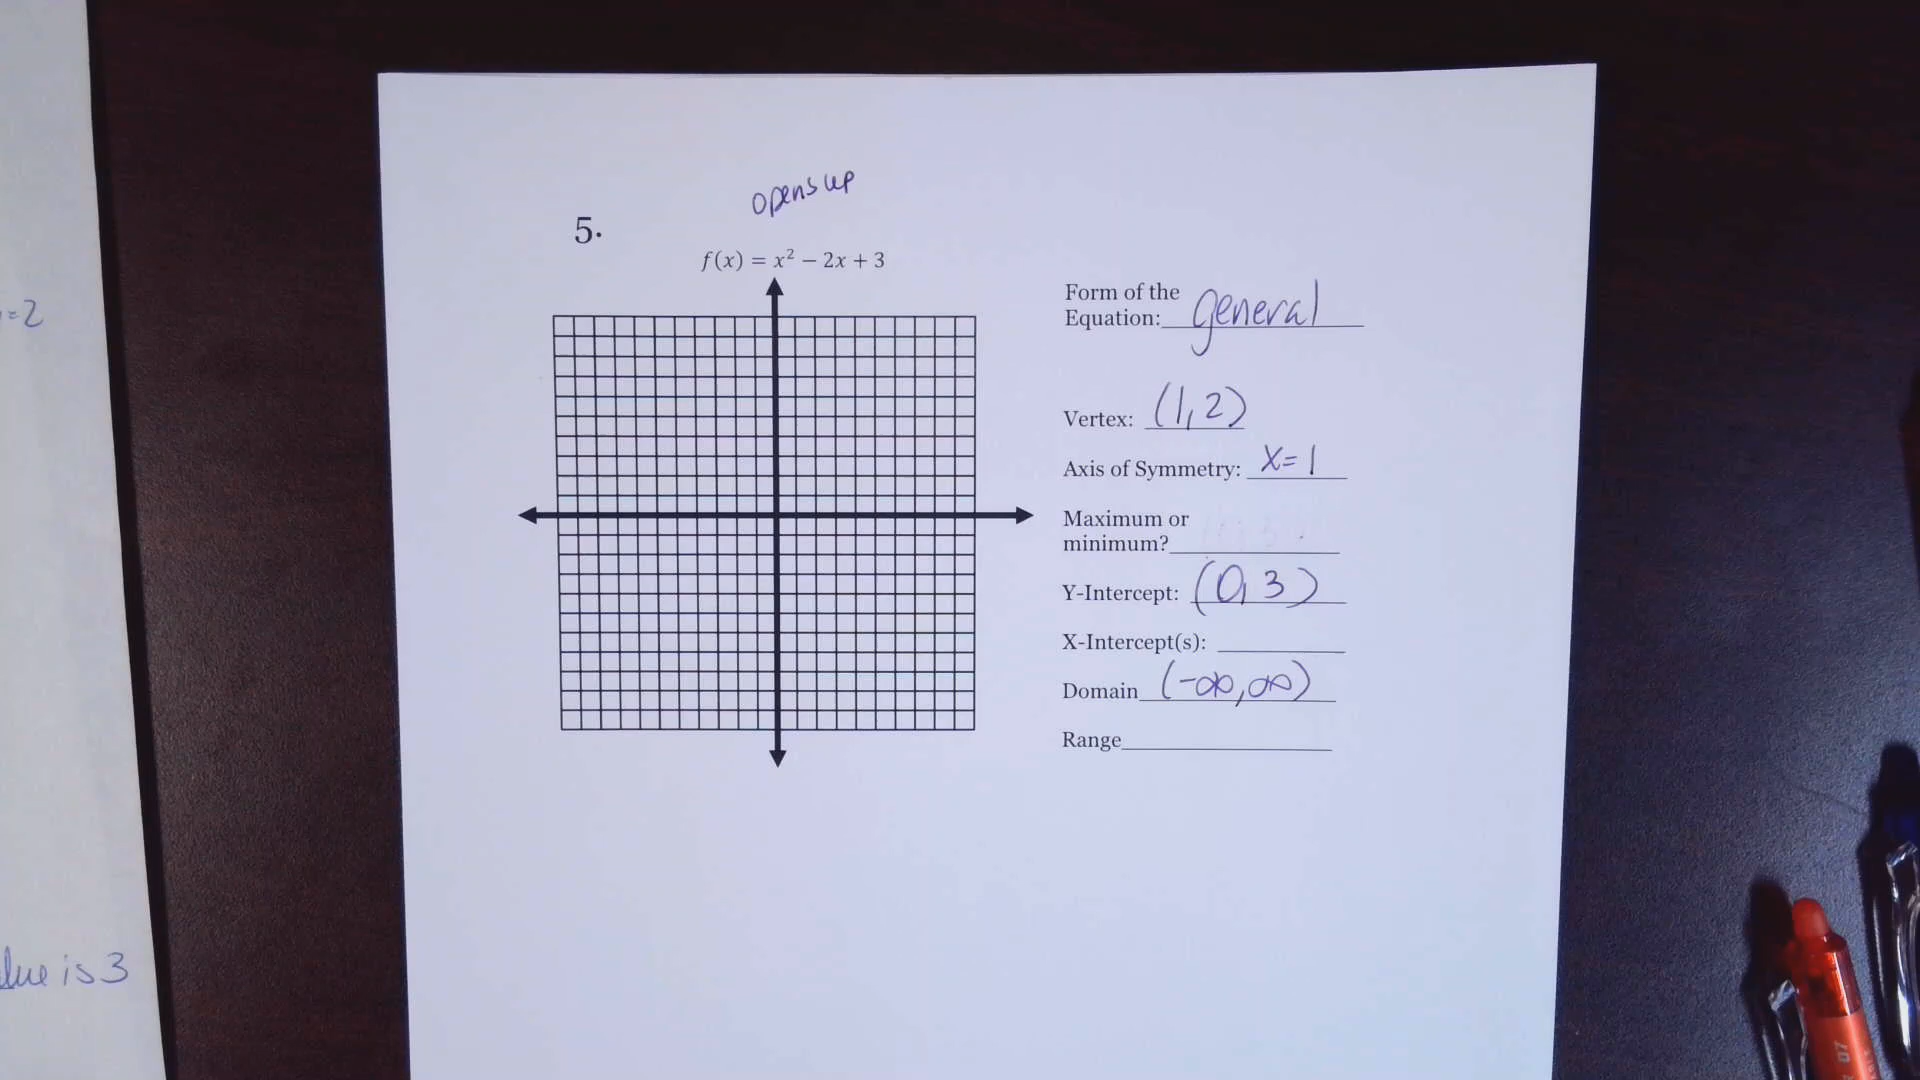 =2
lue is 3
opens up
5.
f(x) = x² − 2x + 3
Form of the
Equation: general
Vertex: (1,2)
Axis of Symmetry: x=1
Maximum or
minimum?
Y-Intercept: (0,3)
X-Intercept(s):
Domain (-∞,∞)
Range
07